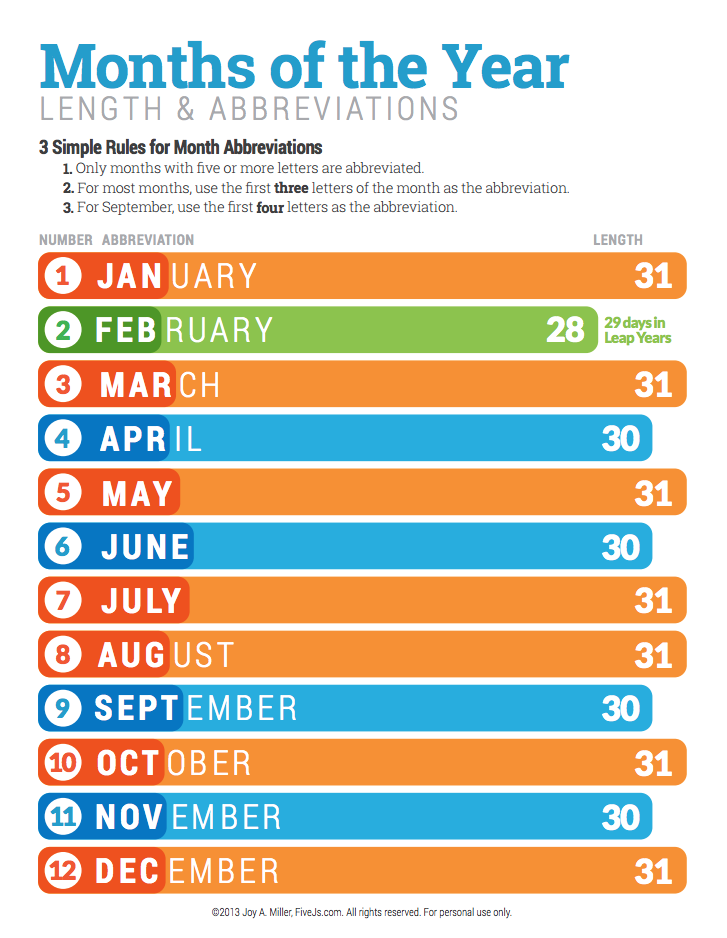 Months of the Year
LENGTH & ABBREVIATIONS
3 Simple Rules for Month Abbreviations
1. Only months with five or more letters are abbreviated.
2. For most months, use the first three letters of the month as the abbreviation.
3. For September, use the first four letters as the abbreviation.
NUMBER ABBREVIATION LENGTH
1 JANUARY 31
2 FEBRUARY 28 29 days in Leap Years
3 MARCH 31
4 APRIL 30
5 MAY 31
6 JUNE 30
7 JULY 31
8 AUGUST 31
9 SEPTEMBER 30
10 OCTOBER 31
11 NOVEMBER 30
12 DECEMBER 31
©2013 Joy A. Miller, FiveJs.com. All rights reserved. For personal use only.